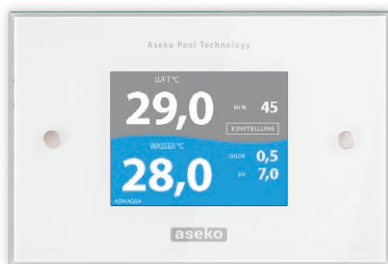 Aseko Pool Technology
LUFT °C
29,0
RH % 45
EINSTELLUNG
WASSER °C
28,0
CHLOR 0,5
pH 7,0
ASIN AQUA
aseko